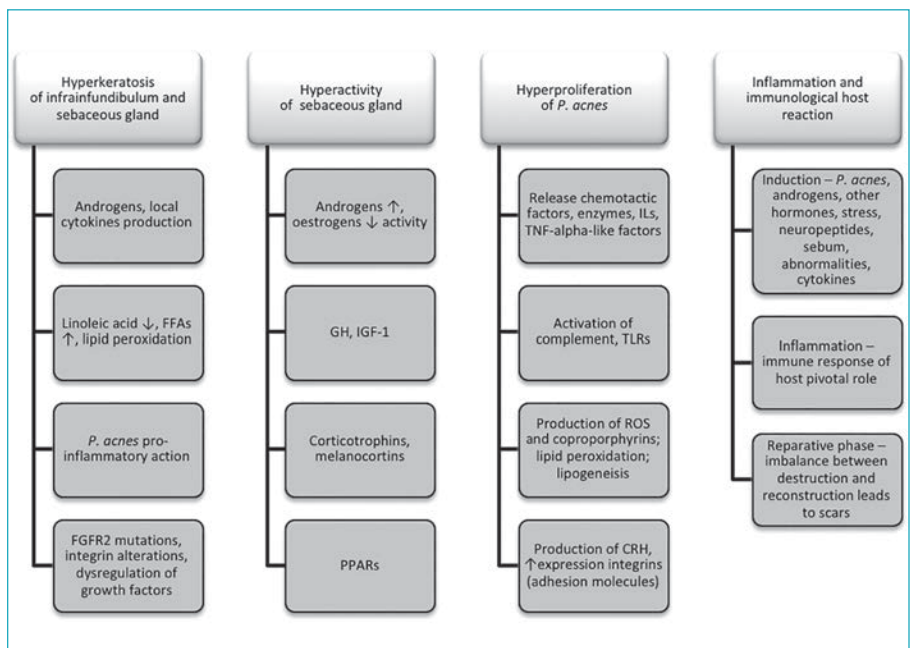 Hyperkeratosis
of infrainfundibulum and
sebaceous gland
Androgens, local
cytokines production
Linoleic acid ↓, FFAs
↑, lipid peroxidation
P. acnes pro-
inflammatory action
FGFR2 mutations,
integrin alterations,
dysregulation of
growth factors
Hyperactivity
of sebaceous gland
Androgens ↑,
oestrogens ↓ activity
GH, IGF-1
Corticotrophins,
melanocortins
PPARs
Hyperproliferation
of P. acnes
Release chemotactic
factors, enzymes, ILs,
TNF-alpha-like factors
Activation of
complement, TLRs
Production of ROS
and coproporphyrins;
lipid peroxidation;
lipogeneisis
Production of CRH,
↑expression integrins
(adhesion molecules)
Inflammation and
immunological host
reaction
Induction – P. acnes,
androgens, other
hormones, stress,
neuropeptides,
sebum,
abnormalities,
cytokines
Inflammation –
immune response of
host pivotal role
Reparative phase –
imbalance between
destruction and
reconstruction leads
to scars